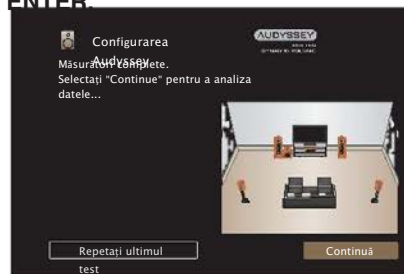 ENTER.
Configurarea
Audyssey
AUDYSSEY
Măsurători complete.
Selectați "Continue" pentru a analiza
datele...
Repetați ultimul
test
Continuă